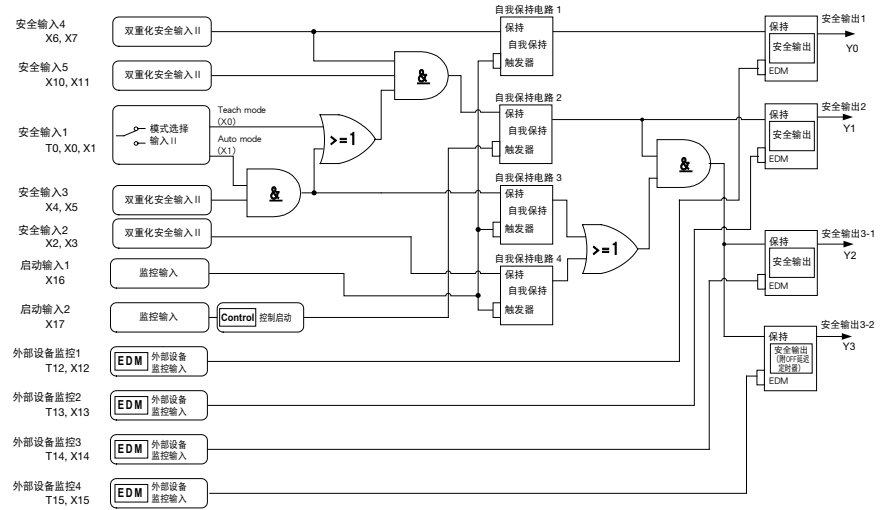 安全输入4
X6, X7
双重化安全输入II
安全输入5
X10, X11
双重化安全输入II
安全输入1
T0, X0, X1
模式选择
输入II
Teach mode
(X0)
Auto mode
(X1)
安全输入3
X4, X5
双重化安全输入II
安全输入2
X2, X3
双重化安全输入II
启动输入1
X16
监控输入
启动输入2
X17
监控输入
Control 控制启动
外部设备监控1
T12, X12
EDM 外部设备
监控输入
外部设备监控2
T13, X13
EDM 外部设备
监控输入
外部设备监控3
T14, X14
EDM 外部设备
监控输入
外部设备监控4
T15, X15
EDM 外部设备
监控输入
&
>=1
&
自我保持电路 1
保持
自我保持
触发器
自我保持电路 2
保持
自我保持
触发器
自我保持电路 3
保持
自我保持
触发器
自我保持电路 4
保持
自我保持
触发器
&
>=1
保持
安全输出
EDM
安全输出1
Y0
保持
安全输出
EDM
安全输出2
Y1
保持
安全输出
EDM
安全输出3-1
Y2
保持
安全输出
(附OFF延迟
定时器)
EDM
安全输出3-2
Y3